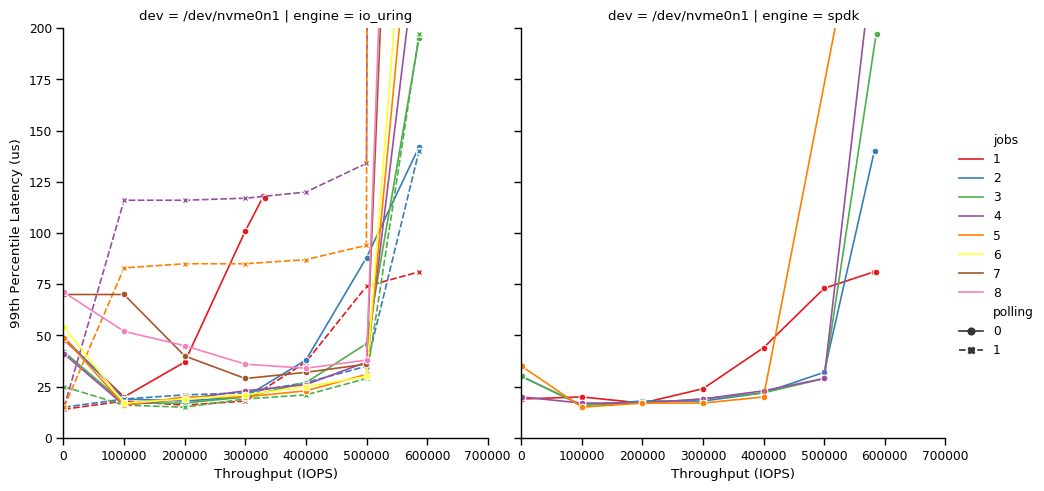 dev = /dev/nvme0n1 | engine = io_uring
dev = /dev/nvme0n1 | engine = spdk
200
175
150
125
100
75
50
25
0
99th Percentile Latency (us)
0 100000 200000 300000 400000 500000 600000 700000
0 100000 200000 300000 400000 500000 600000 700000
Throughput (IOPS)
Throughput (IOPS)
jobs
1
2
3
4
5
6
7
8
polling
0
1